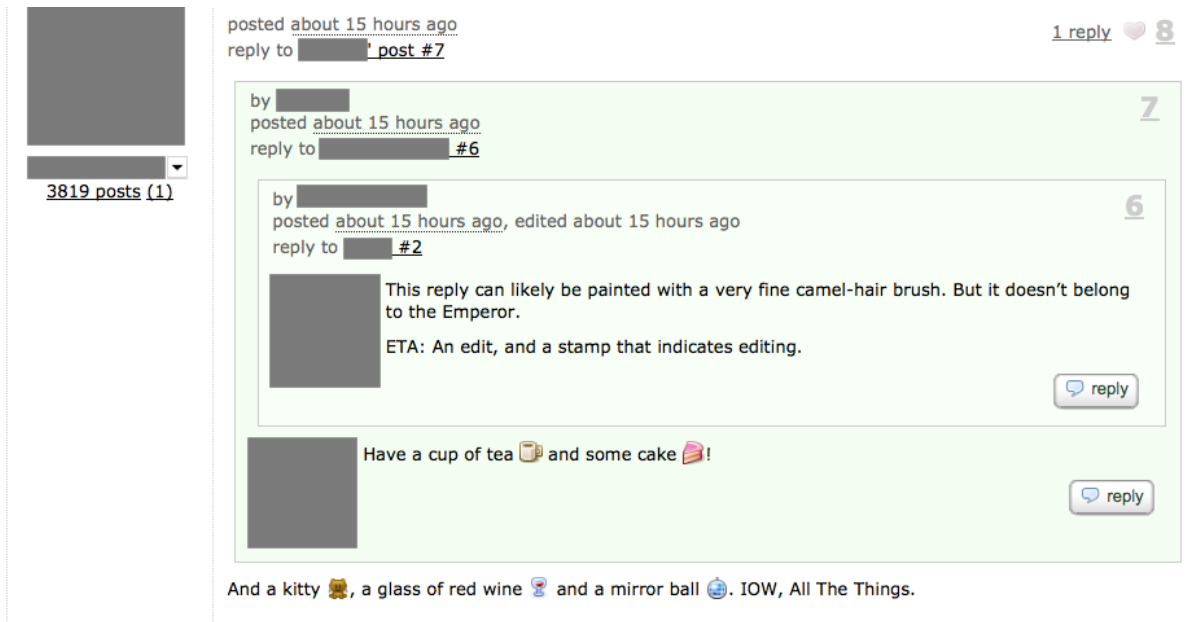 posted about 15 hours ago
reply to ' post #7
1 reply 8
3819 posts (1)
by
7
posted about 15 hours ago
reply to #6
by
6
posted about 15 hours ago, edited about 15 hours ago
reply to #2
This reply can likely be painted with a very fine camel-hair brush. But it doesn’t belong
to the Emperor.
ETA: An edit, and a stamp that indicates editing.
reply
Have a cup of tea and some cake !
reply
And a kitty , a glass of red wine and a mirror ball . IOW, All The Things.